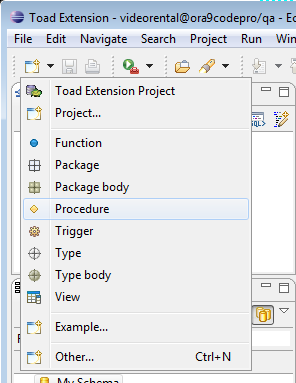 Toad Extension - videorental@ora9codepro/qa - Ec
File Edit Navigate Search Project Run Win
Toad Extension Project
Project...
Function
Package
Package body
Procedure
Trigger
Type
Type body
View
Example...
Other... Ctrl+N
My Schema